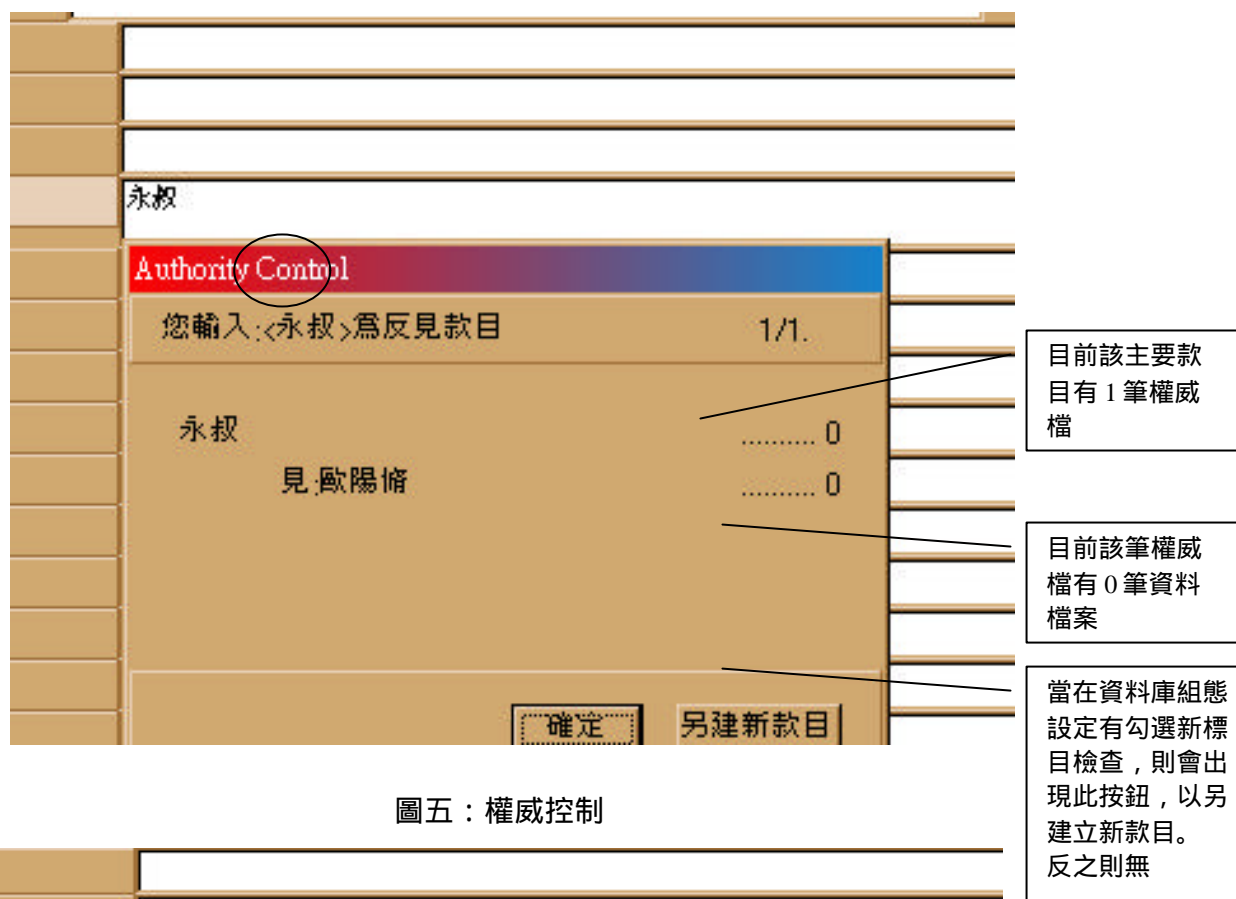 永叔
Authority Control
您輸入:<永叔>為反見款目 1/1.
永叔 .......... 0
見:歐陽脩 .......... 0
確定 另建新款目
目前該主要款
目有 1 筆權威
檔
目前該筆權威
檔有 0 筆資料
檔案
當在資料庫組態
設定有勾選新標
目檢查，則會出
現此按鈕，以另
建立新款目。
反之則無
圖五：權威控制